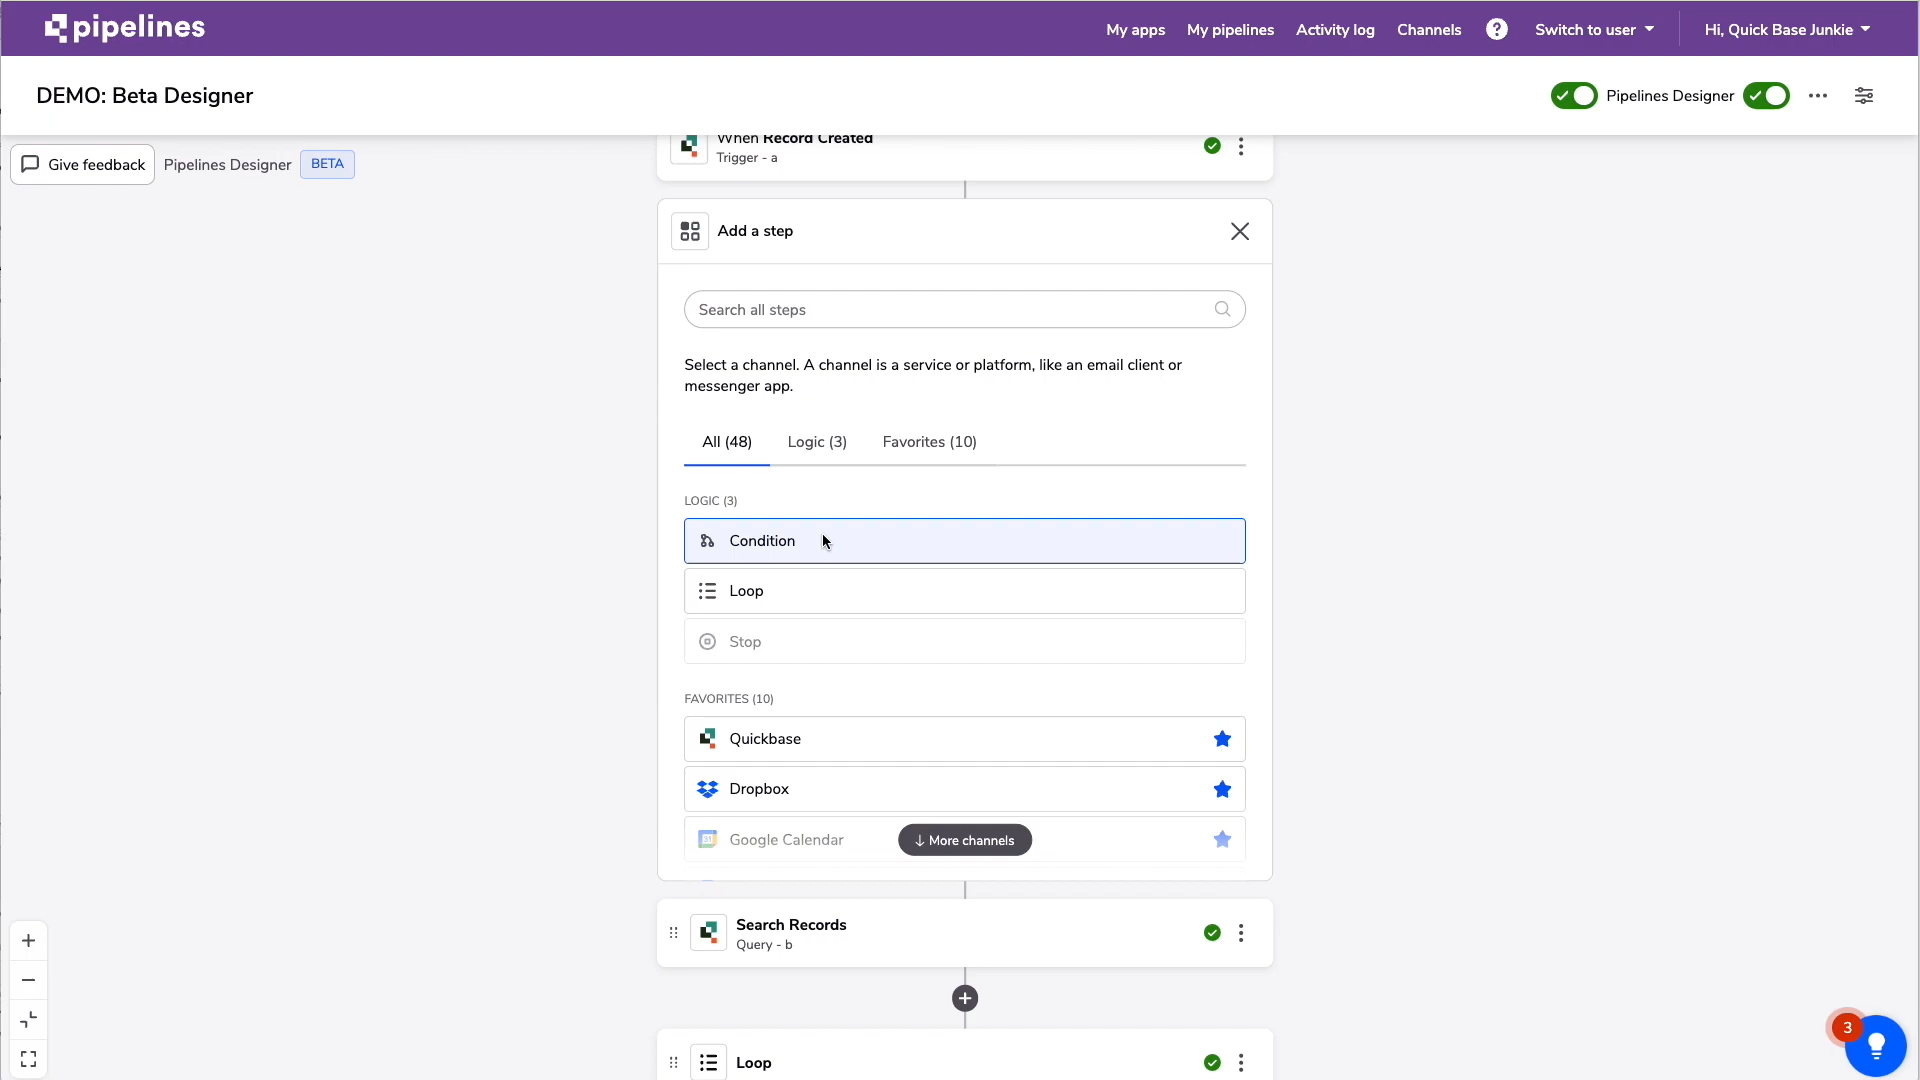 pipelines
My apps
My pipelines
Activity log
Channels
?
Switch to user
Hi, Quick Base Junkie
DEMO: Beta Designer
Pipelines Designer
Give feedback
Pipelines Designer
BETA
When Record Created
Trigger - a
Add a step
Search all steps
Select a channel. A channel is a service or platform, like an email client or
messenger app.
All (48)
Logic (3)
Favorites (10)
LOGIC (3)
Condition
Loop
Stop
FAVORITES (10)
Quickbase
Dropbox
31
Google Calendar
More channels
Search Records
Query - b
Loop
3